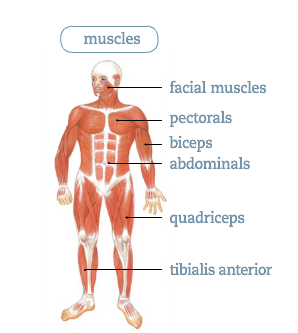 muscles
facial muscles
pectorals
biceps
abdominals
quadriceps
tibialis anterior